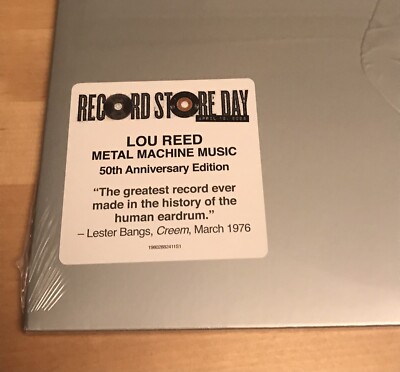 RECORD STORE DAY
LOU REED
METAL MACHINE MUSIC
50th Anniversary Edition
“The greatest record ever
made in the history of the
human eardrum.”
– Lester Bangs, Creem, March 1976